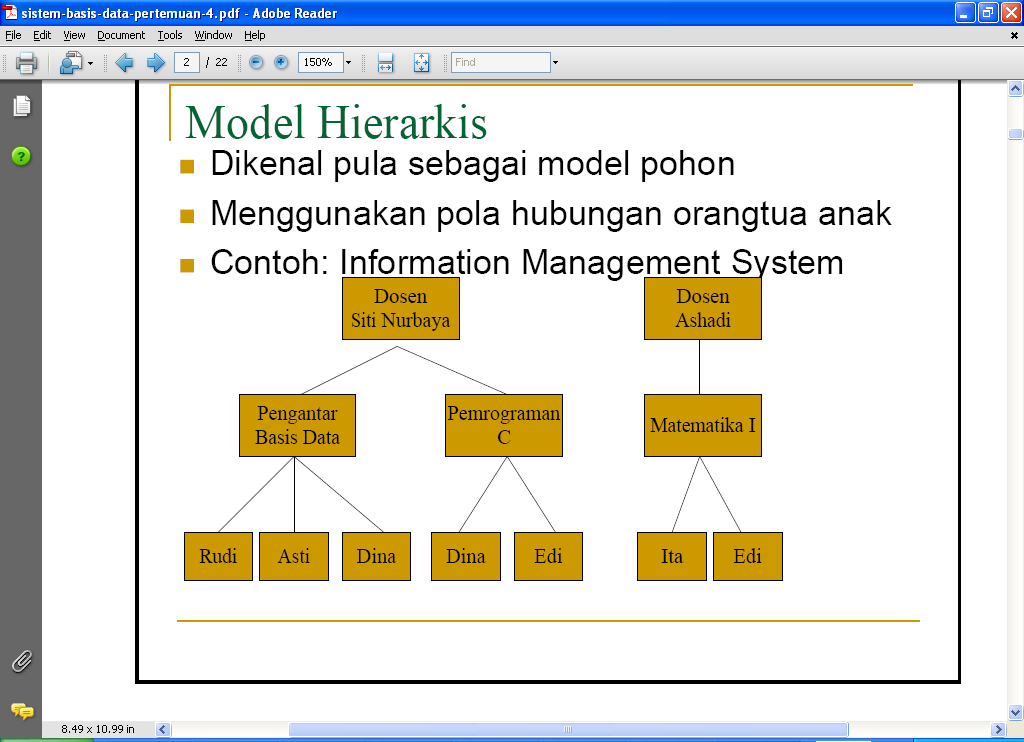 sistem-basis-data-pertemuan-4.pdf - Adobe Reader
File Edit View Document Tools Window Help
2 / 22 150% Find
Model Hierarkis
Dikenal pula sebagai model pohon
Menggunakan pola hubungan orangtua anak
Contoh: Information Management System
Dosen
Siti Nurbaya
Dosen
Ashadi
Pengantar
Basis Data
Pemrograman
C
Matematika I
Rudi Asti Dina Dina Edi Ita Edi
8.49 x 10.99 in